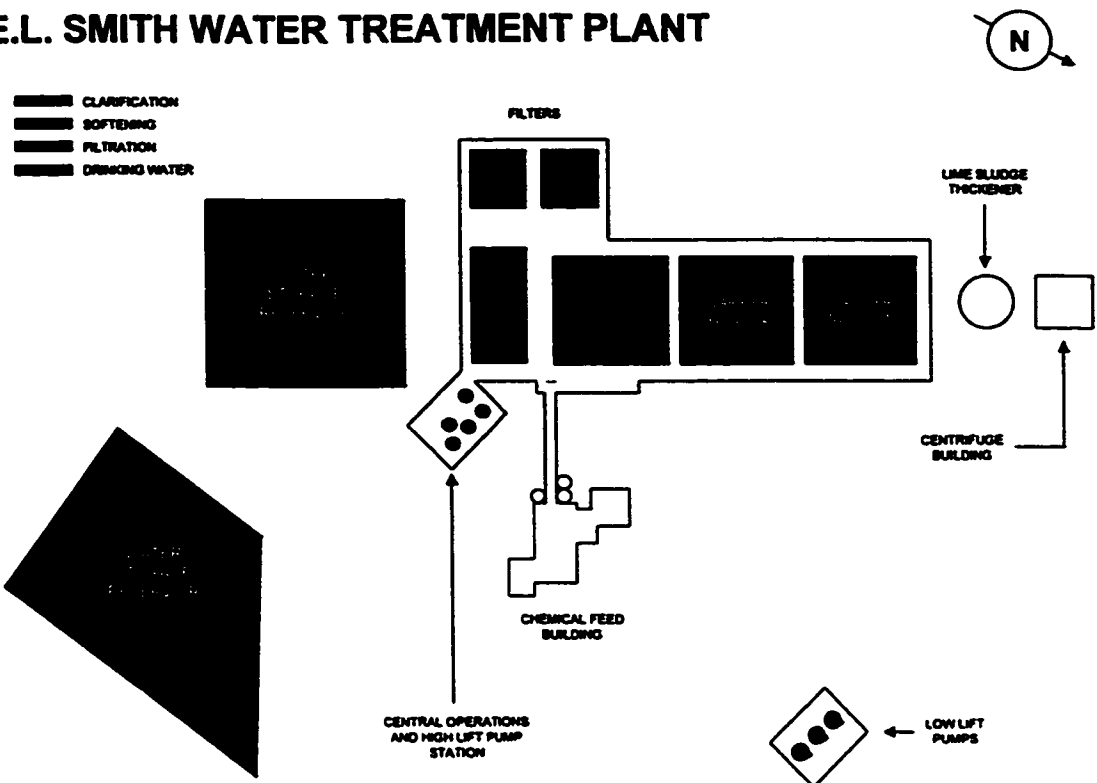 E.L. SMITH WATER TREATMENT PLANT
N
CLARIFICATION
SOFTENING
FILTRATION
DRINKING WATER
FILTERS
LIME SLUDGE
THICKENER
CENTRIFUGE
BUILDING
CHEMICAL FEED
BUILDING
CENTRAL OPERATIONS
AND HIGH LIFT PUMP
STATION
LOW LIFT
PUMPS